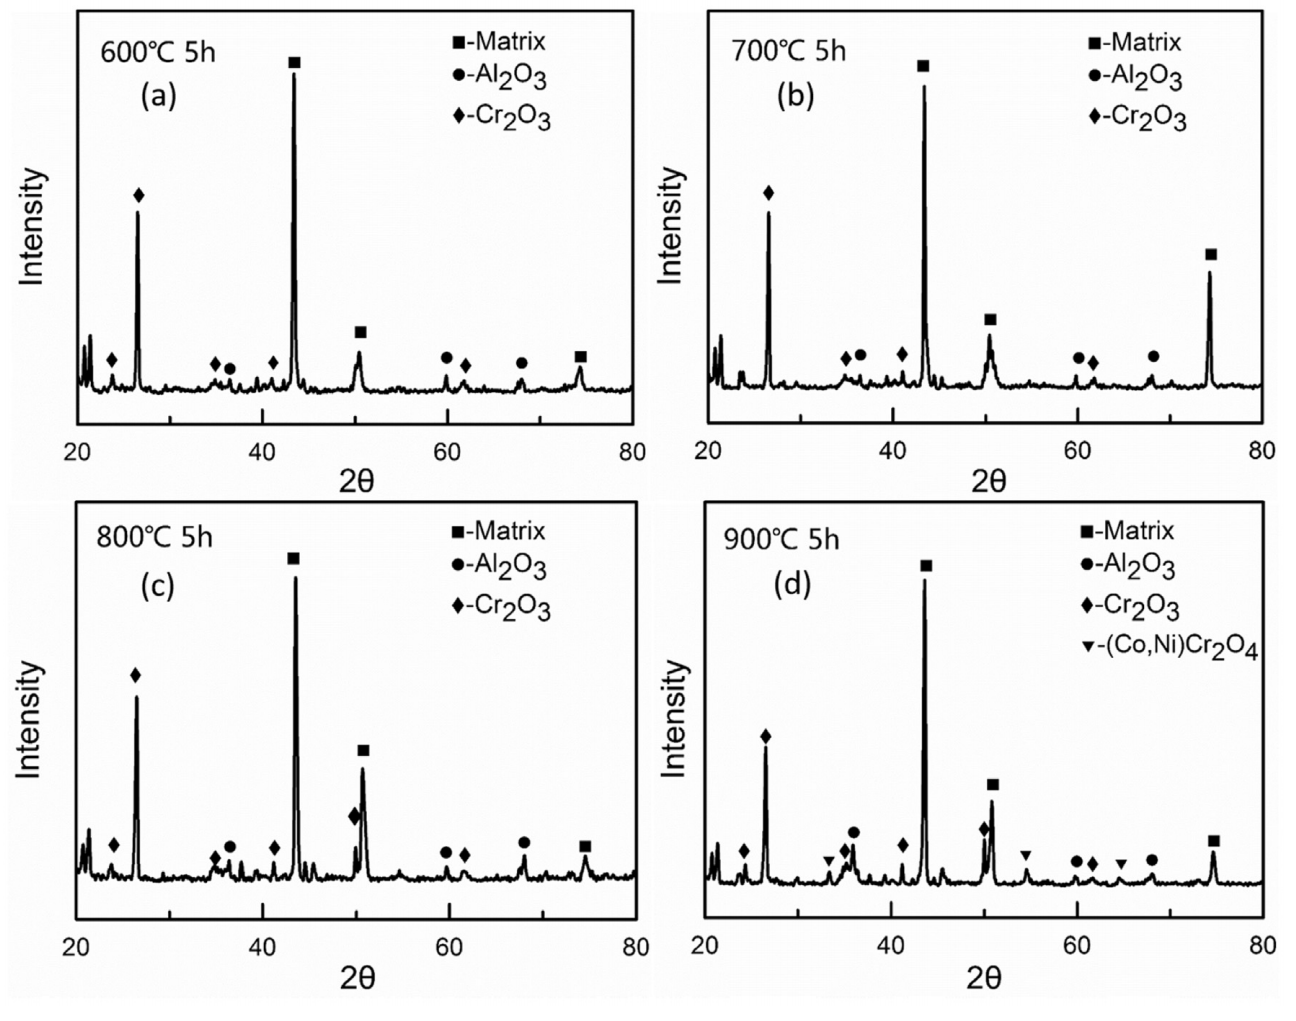 600℃ 5h
(a)
■-Matrix
●-Al2O3
♦-Cr2O3
Intensity
20 40 60 80
2θ
700℃ 5h
(b)
■-Matrix
●-Al2O3
♦-Cr2O3
Intensity
20 40 60 80
2θ
800℃ 5h
(c)
■-Matrix
●-Al2O3
♦-Cr2O3
Intensity
20 40 60 80
2θ
900℃ 5h
(d)
■-Matrix
●-Al2O3
♦-Cr2O3
▼-(Co,Ni)Cr2O4
Intensity
20 40 60 80
2θ